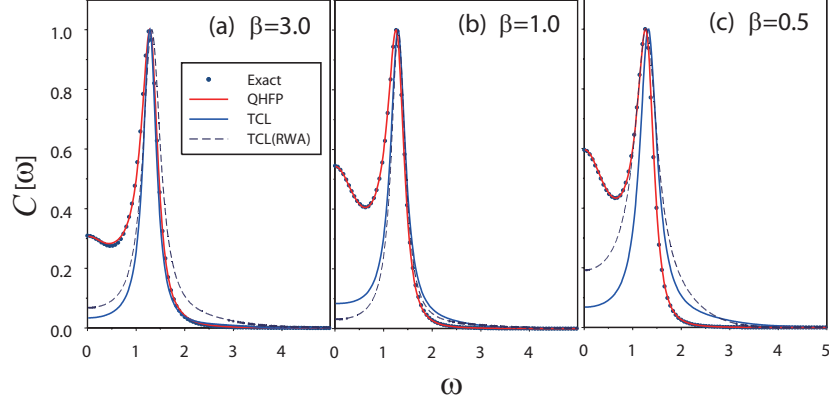 (a) β=3.0
(b) β=1.0
(c) β=0.5
Exact
QHFP
TCL
TCL(RWA)
C [ω]
1.0
0.8
0.6
0.4
0.2
0.0
0 1 2 3 4
0 1 2 3 4
0 1 2 3 4 5
ω